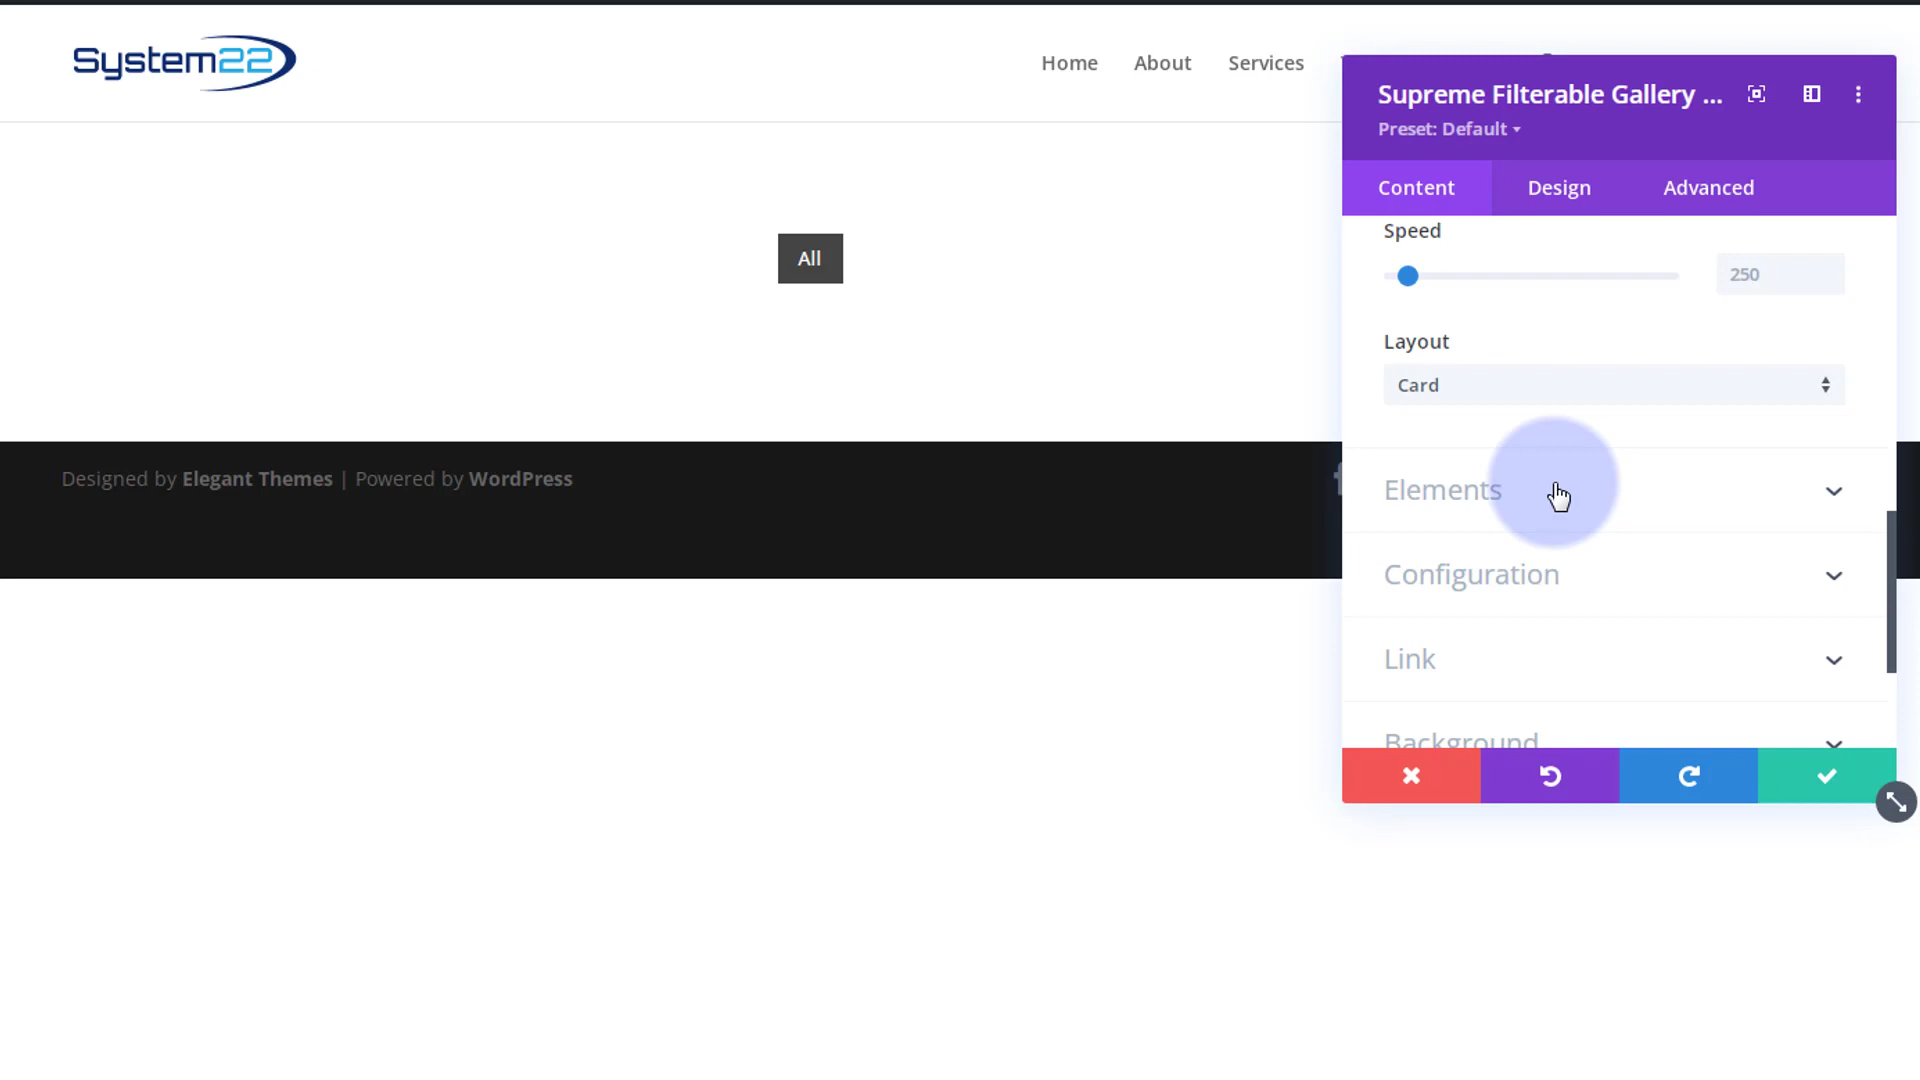 System22
Home
About
Services
Supreme Filterable Gallery ...
Preset: Default
Content
Design
Advanced
Speed
250
All
Layout
Card
Designed by Elegant Themes | Powered by WordPress
Elements
Configuration
Link
Background